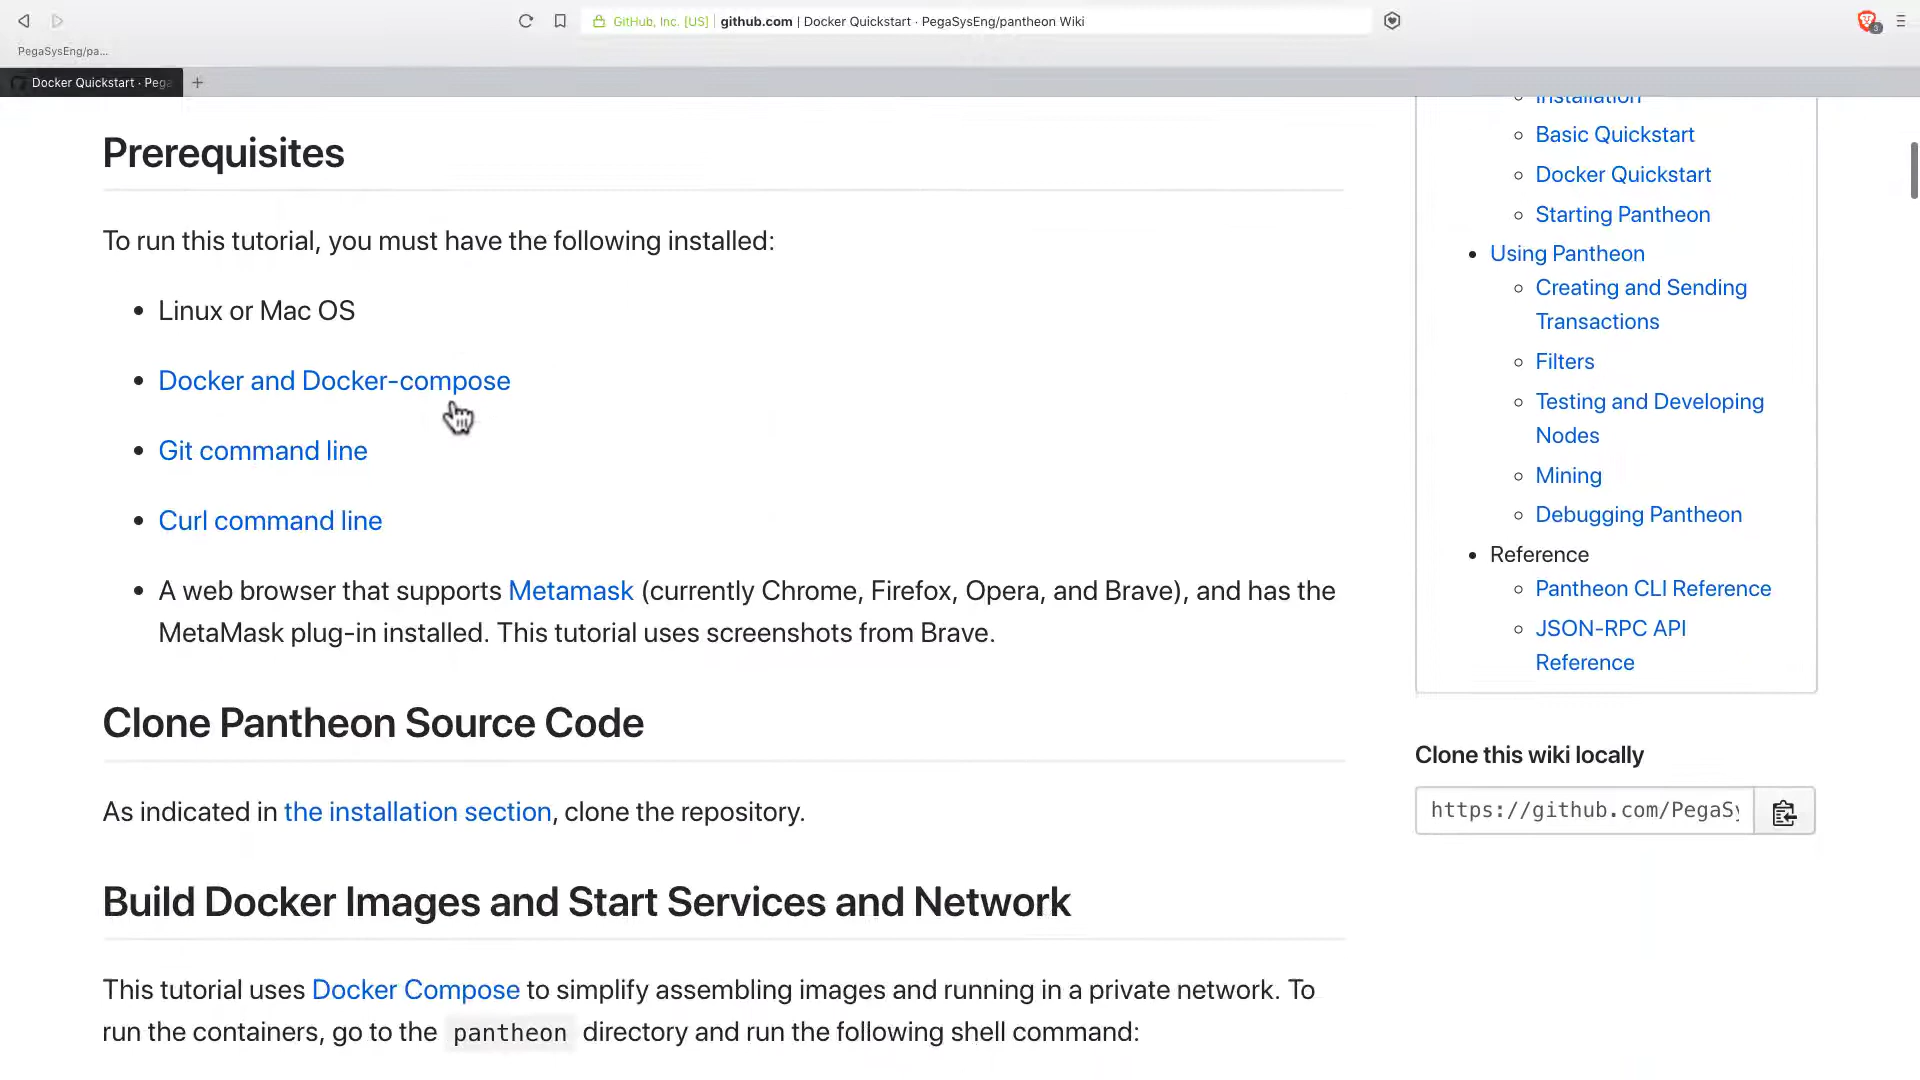 GitHub, Inc. [US] | github.com | Docker Quickstart · PegaSysEng/pantheon Wiki
3
PegaSysEng/pa...
Docker Quickstart · Pega
+
Prerequisites
To run this tutorial, you must have the following installed:
• Linux or Mac OS
• Docker and Docker-compose
• Git command line
• Curl command line
• A web browser that supports Metamask (currently Chrome, Firefox, Opera, and Brave), and has the
MetaMask plug-in installed. This tutorial uses screenshots from Brave.
Clone Pantheon Source Code
As indicated in the installation section, clone the repository.
Build Docker Images and Start Services and Network
This tutorial uses Docker Compose to simplify assembling images and running in a private network. To
run the containers, go to the pantheon directory and run the following shell command:
Installation
Basic Quickstart
Docker Quickstart
Starting Pantheon
• Using Pantheon
Creating and Sending
Transactions
Filters
Testing and Developing
Nodes
Mining
Debugging Pantheon
• Reference
Pantheon CLI Reference
JSON-RPC API
Reference
Clone this wiki locally
https://github.com/PegaSy